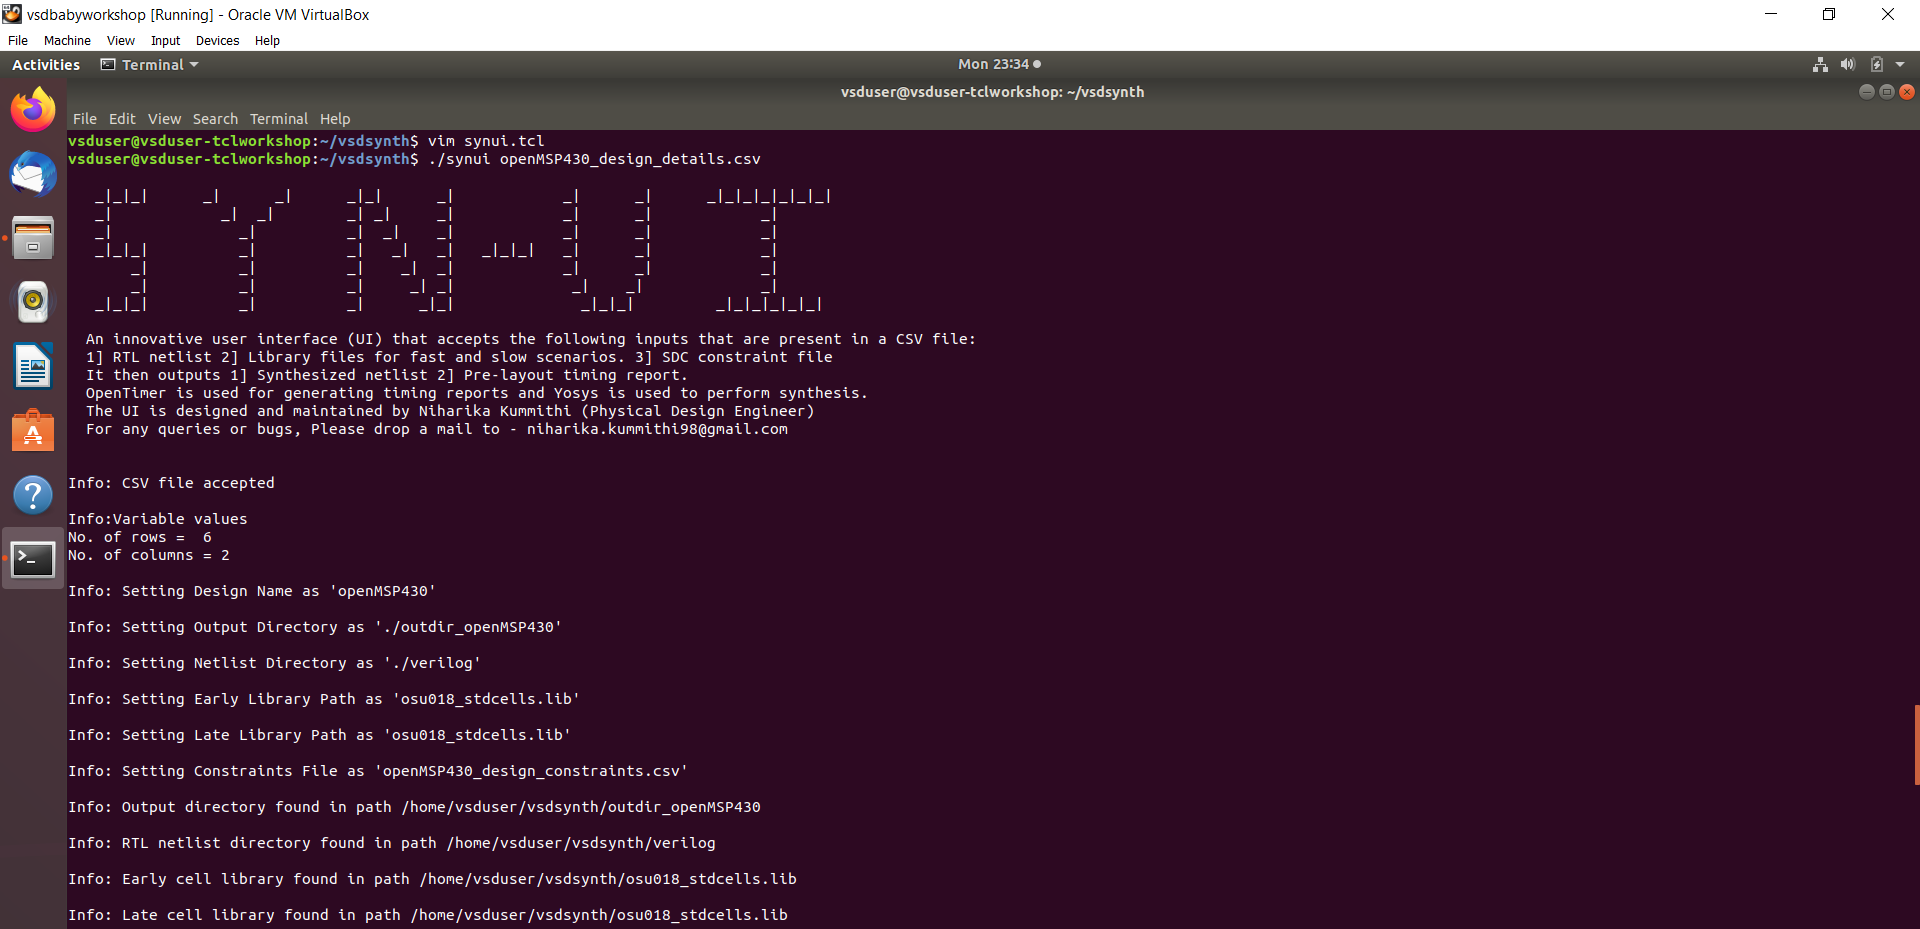 vsdbabyworkshop [Running] - Oracle VM VirtualBox
File Machine View Input Devices Help
Activities Terminal Mon 23:34
vsduser@vsduser-tclworkshop: ~/vsdsynth
File Edit View Search Terminal Help
vsduser@vsduser-tclworkshop:~/vsdsynth$ vim synui.tcl
vsduser@vsduser-tclworkshop:~/vsdsynth$ ./synui openMSP430_design_details.csv
SYN-UI
An innovative user interface (UI) that accepts the following inputs that are present in a CSV file:
1] RTL netlist 2] Library files for fast and slow scenarios. 3] SDC constraint file
It then outputs 1] Synthesized netlist 2] Pre-layout timing report.
OpenTimer is used for generating timing reports and Yosys is used to perform synthesis.
The UI is designed and maintained by Niharika Kummithi (Physical Design Engineer)
For any queries or bugs, Please drop a mail to - niharika.kummithi98@gmail.com
Info: CSV file accepted
Info:Variable values
No. of rows =  6
No. of columns = 2
Info: Setting Design Name as 'openMSP430'
Info: Setting Output Directory as './outdir_openMSP430'
Info: Setting Netlist Directory as './verilog'
Info: Setting Early Library Path as 'osu018_stdcells.lib'
Info: Setting Late Library Path as 'osu018_stdcells.lib'
Info: Setting Constraints File as 'openMSP430_design_constraints.csv'
Info: Output directory found in path /home/vsduser/vsdsynth/outdir_openMSP430
Info: RTL netlist directory found in path /home/vsduser/vsdsynth/verilog
Info: Early cell library found in path /home/vsduser/vsdsynth/osu018_stdcells.lib
Info: Late cell library found in path /home/vsduser/vsdsynth/osu018_stdcells.lib